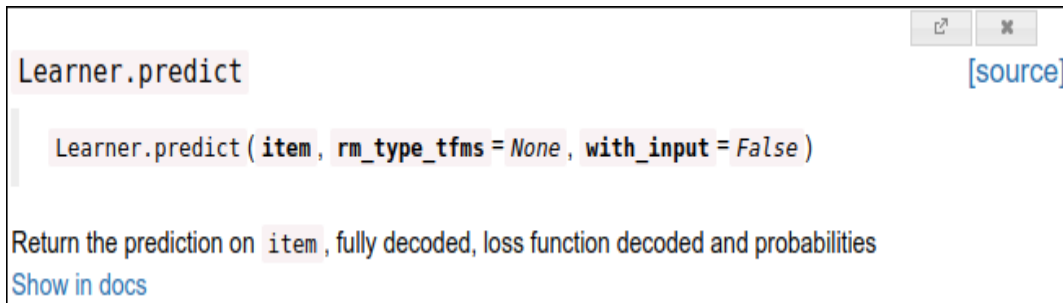 Learner.predict [source]
Learner.predict(item, rm_type_tfms=None, with_input=False)
Return the prediction on item, fully decoded, loss function decoded and probabilities
Show in docs